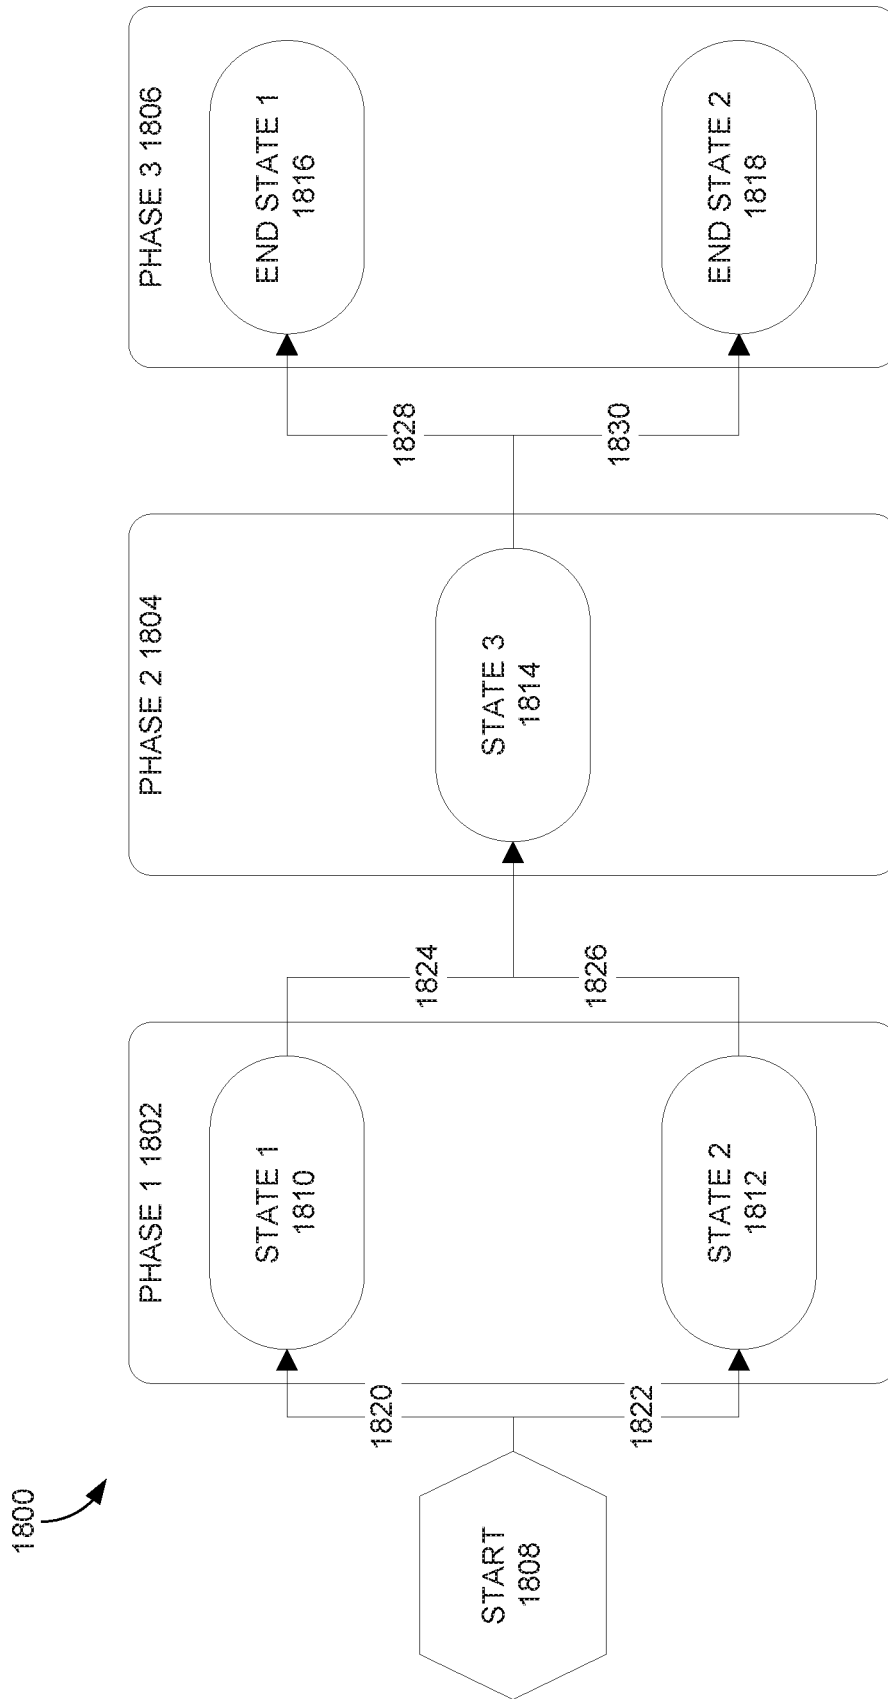 1800
START
1808
1820
1822
PHASE 1 1802
STATE 1
1810
STATE 2
1812
1824
1826
PHASE 2 1804
STATE 3
1814
1828
1830
PHASE 3 1806
END STATE 1
1816
END STATE 2
1818